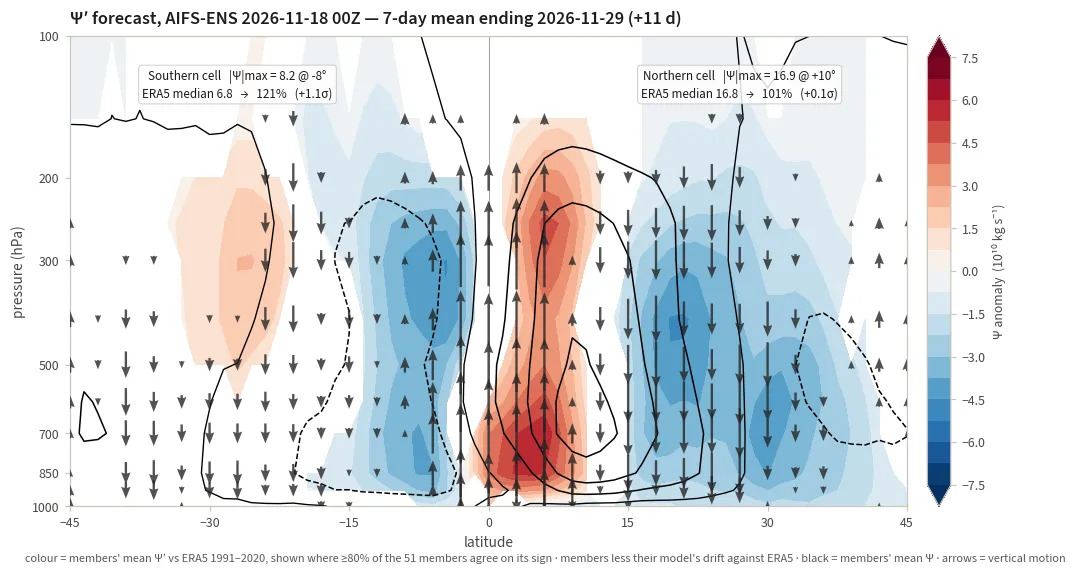 Ψ′ forecast, AIFS-ENS 2026-11-18 00Z — 7-day mean ending 2026-11-29 (+11 d)
Southern cell |Ψ|max = 8.2 @ -8°
ERA5 median 6.8 → 121% (+1.1σ)
Northern cell |Ψ|max = 16.9 @ +10°
ERA5 median 16.8 → 101% (+0.1σ)
pressure (hPa)
100
200
300
400
500
700
850
1000
−45
−30
−15
0
15
30
45
latitude
7.5
6.0
4.5
3.0
1.5
0.0
−1.5
−3.0
−4.5
−6.0
−7.5
Ψ anomaly (10¹⁰ kg s⁻¹)
colour = members' mean Ψ′ vs ERA5 1991–2020, shown where ≥80% of the 51 members agree on its sign · members less their model's drift against ERA5 · black = members' mean Ψ · arrows = vertical motion